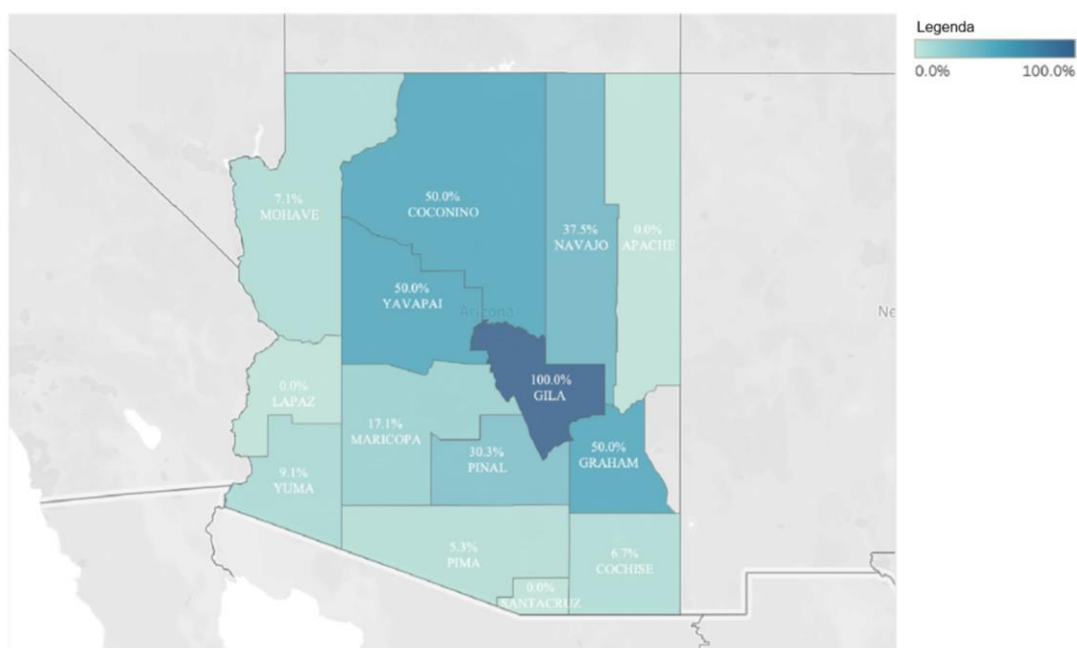 Legenda
0.0% 100.0%
7.1%
MOHAVE
50.0%
COCONINO
37.5%
NAVAJO
0.0%
APACHE
50.0%
YAVAPAI
Arizona
Ne
100.0%
GILA
0.0%
LAPAZ
17.1%
MARICOPA
30.3%
PINAL
50.0%
GRAHAM
9.1%
YUMA
5.3%
PIMA
6.7%
COCHISE
0.0%
SANTACRUZ